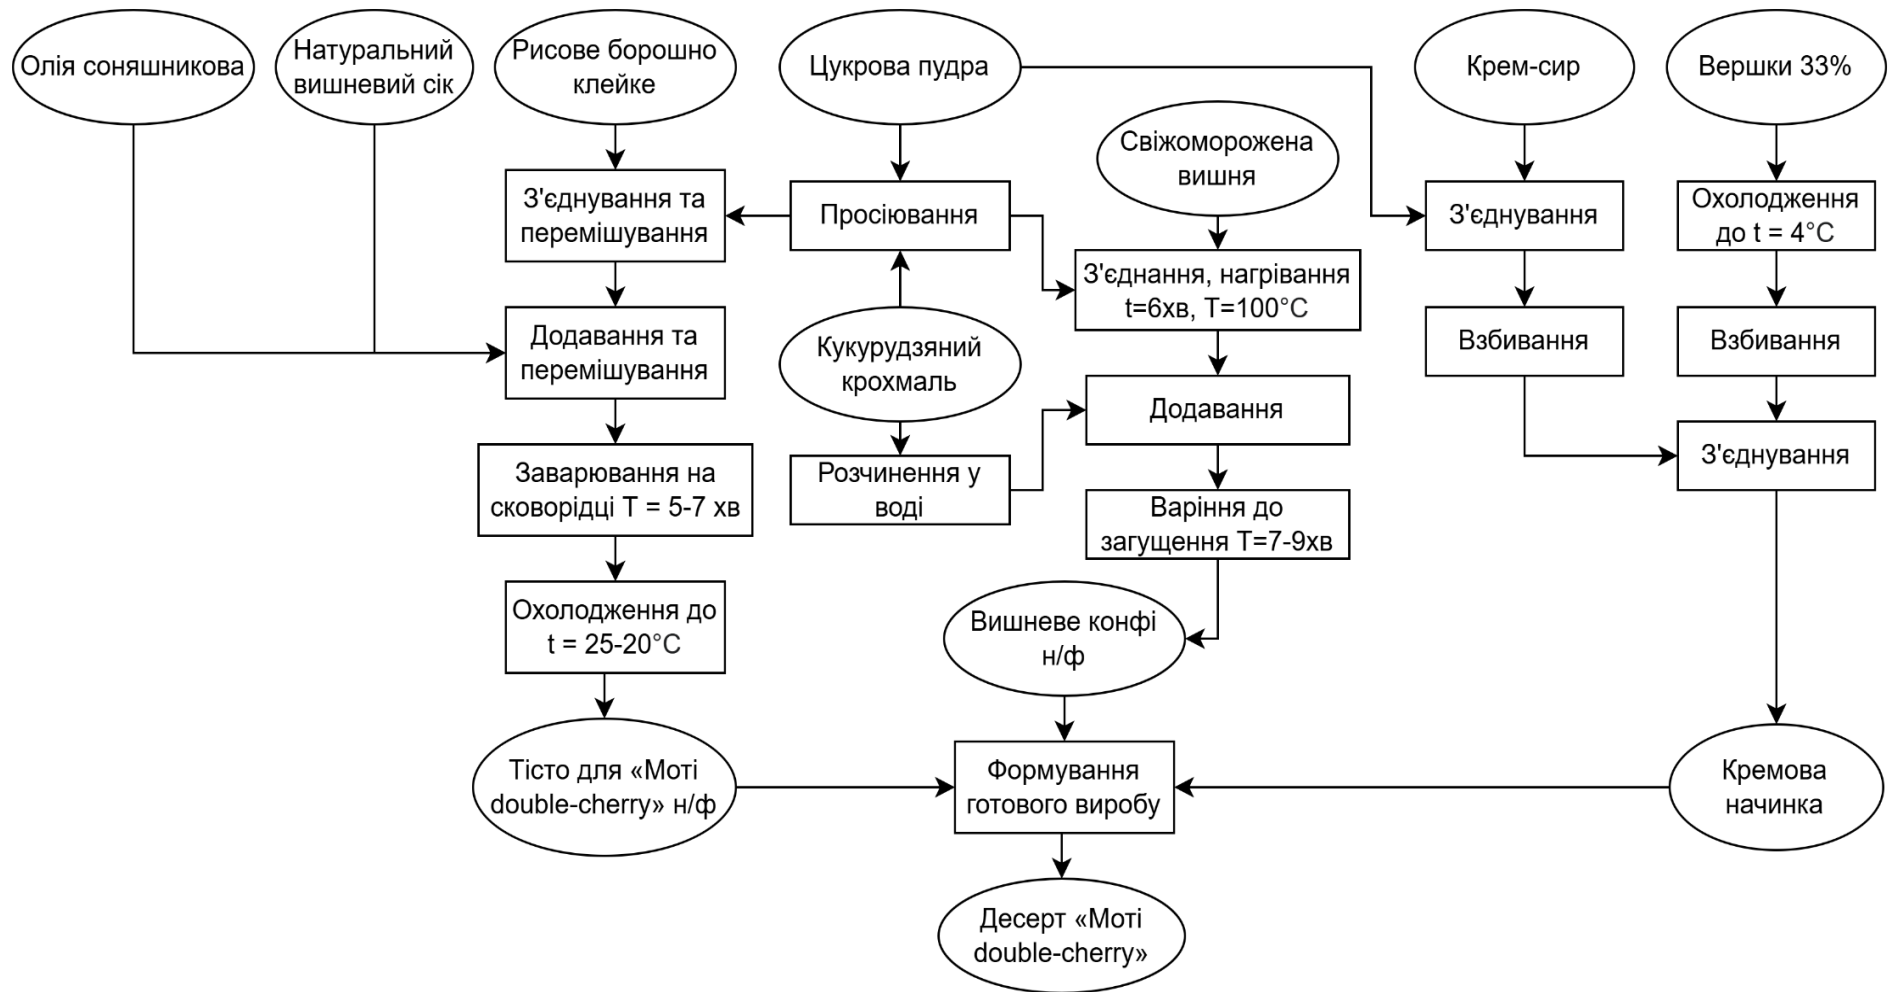 Олія соняшникова
Натуральний
вишневий сік
Рисове борошно
клейке
Цукрова пудра
Крем-сир
Вершки 33%
Свіжоморожена
вишня
З'єднування та
перемішування
Просіювання
З'єднування
Охолодження
до t = 4°C
З'єднання, нагрівання
t=6хв, T=100°C
Додавання та
перемішування
Кукурудзяний
крохмаль
Взбивання
Взбивання
Додавання
Заварювання на
сковорідці T = 5-7 хв
Розчинення у
воді
З'єднування
Варіння до
загущення T=7-9хв
Охолодження до
t = 25-20°C
Вишневе конфі
н/ф
Тісто для «Моті
double-cherry» н/ф
Формування
готового виробу
Кремова
начинка
Десерт «Моті
double-cherry»